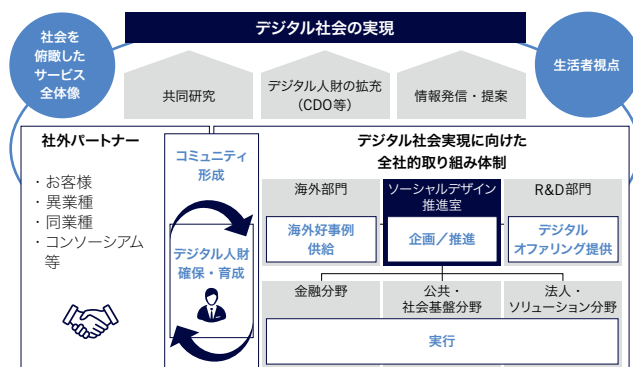 社会を
俯瞰した
サービス
全体像
デジタル社会の実現
生活者視点
共同研究
デジタル人財の拡充
（CDO等）
情報発信・提案
社外パートナー
・お客様
・異業種
・同業種
・コンソーシアム
等
コミュニティ
形成
デジタル人財
確保・育成
デジタル社会実現に向けた
全社的取り組み体制
海外部門
海外好事例
供給
ソーシャルデザイン
推進室
企画／推進
R&D部門
デジタル
オファリング提供
金融分野
公共・
社会基盤分野
法人・
ソリューション分野
実行